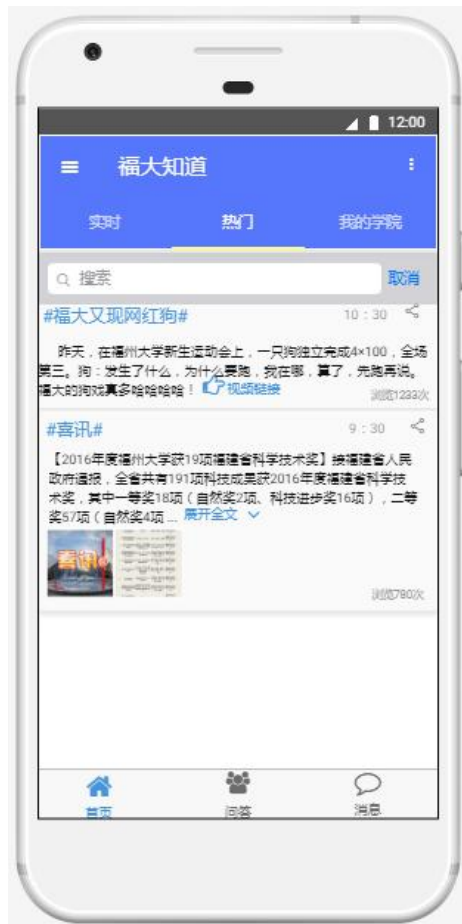 12:00
福大知道
实时 热门 我的学院
搜索 取消
#福大又现网红狗# 10：30
昨天，在福州大学新生运动会上，一只狗独立完成4×100，全场
第三。狗：发生了什么，为什么要跑，我在哪，算了，先跑再说。
福大的狗戏真多哈哈哈哈！ 视频链接
浏览1233次
#喜讯# 9：30
【2016年度福州大学获19项福建省科学技术奖】据福建省人民
政府通报，全省共有191项科技成果获2016年度福建省科学技
术奖，其中一等奖18项（自然奖2项、科技进步奖16项），二等
奖57项（自然奖4项 ... 展开全文
喜讯
浏览780次
首页 问答 消息